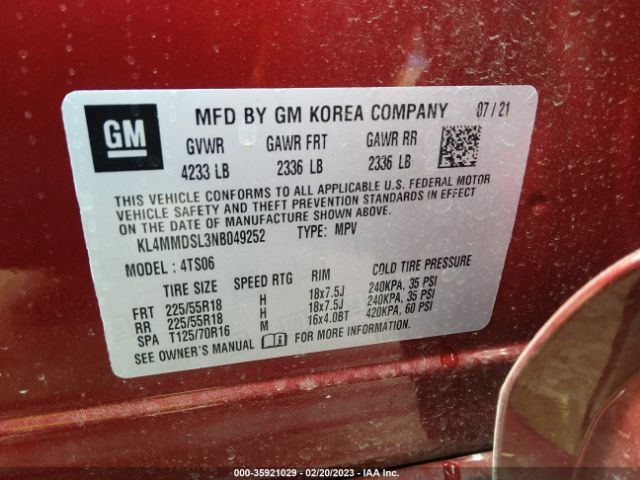 GM
MFD BY GM KOREA COMPANY 07/21
GVWR GAWR FRT GAWR RR
4233 LB 2336 LB 2336 LB
THIS VEHICLE CONFORMS TO ALL APPLICABLE U.S. FEDERAL MOTOR
VEHICLE SAFETY AND THEFT PREVENTION STANDARDS IN EFFECT
ON THE DATE OF MANUFACTURE SHOWN ABOVE.
KL4MMDSL3NB049252 TYPE: MPV
MODEL: 4TS06
TIRE SIZE SPEED RTG RIM COLD TIRE PRESSURE
FRT 225/55R18 H 18x7.5J 240KPA, 35 PSI
RR 225/55R18 H 18x7.5J 240KPA, 35 PSI
SPA T125/70R16 M 16x4.0BT 420KPA, 60 PSI
SEE OWNER'S MANUAL FOR MORE INFORMATION.
000-35921029 - 02/20/2023 - IAA Inc.